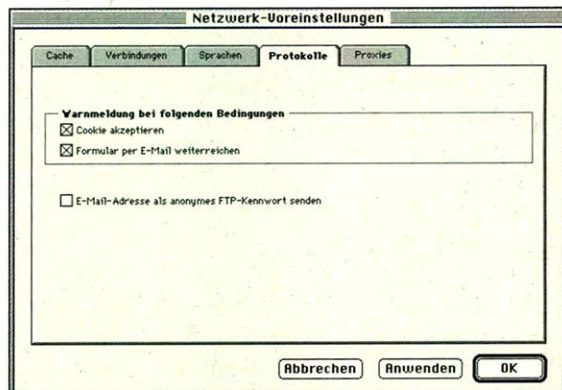 Netzwerk-Voreinstellungen
Cache Verbindungen Sprachen Protokolle Proxies
Warnmeldung bei folgenden Bedingungen
Cookie akzeptieren
Formular per E-Mail weiterreichen
E-Mail-Adresse als anonymes FTP-Kennwort senden
Abbrechen Anwenden OK